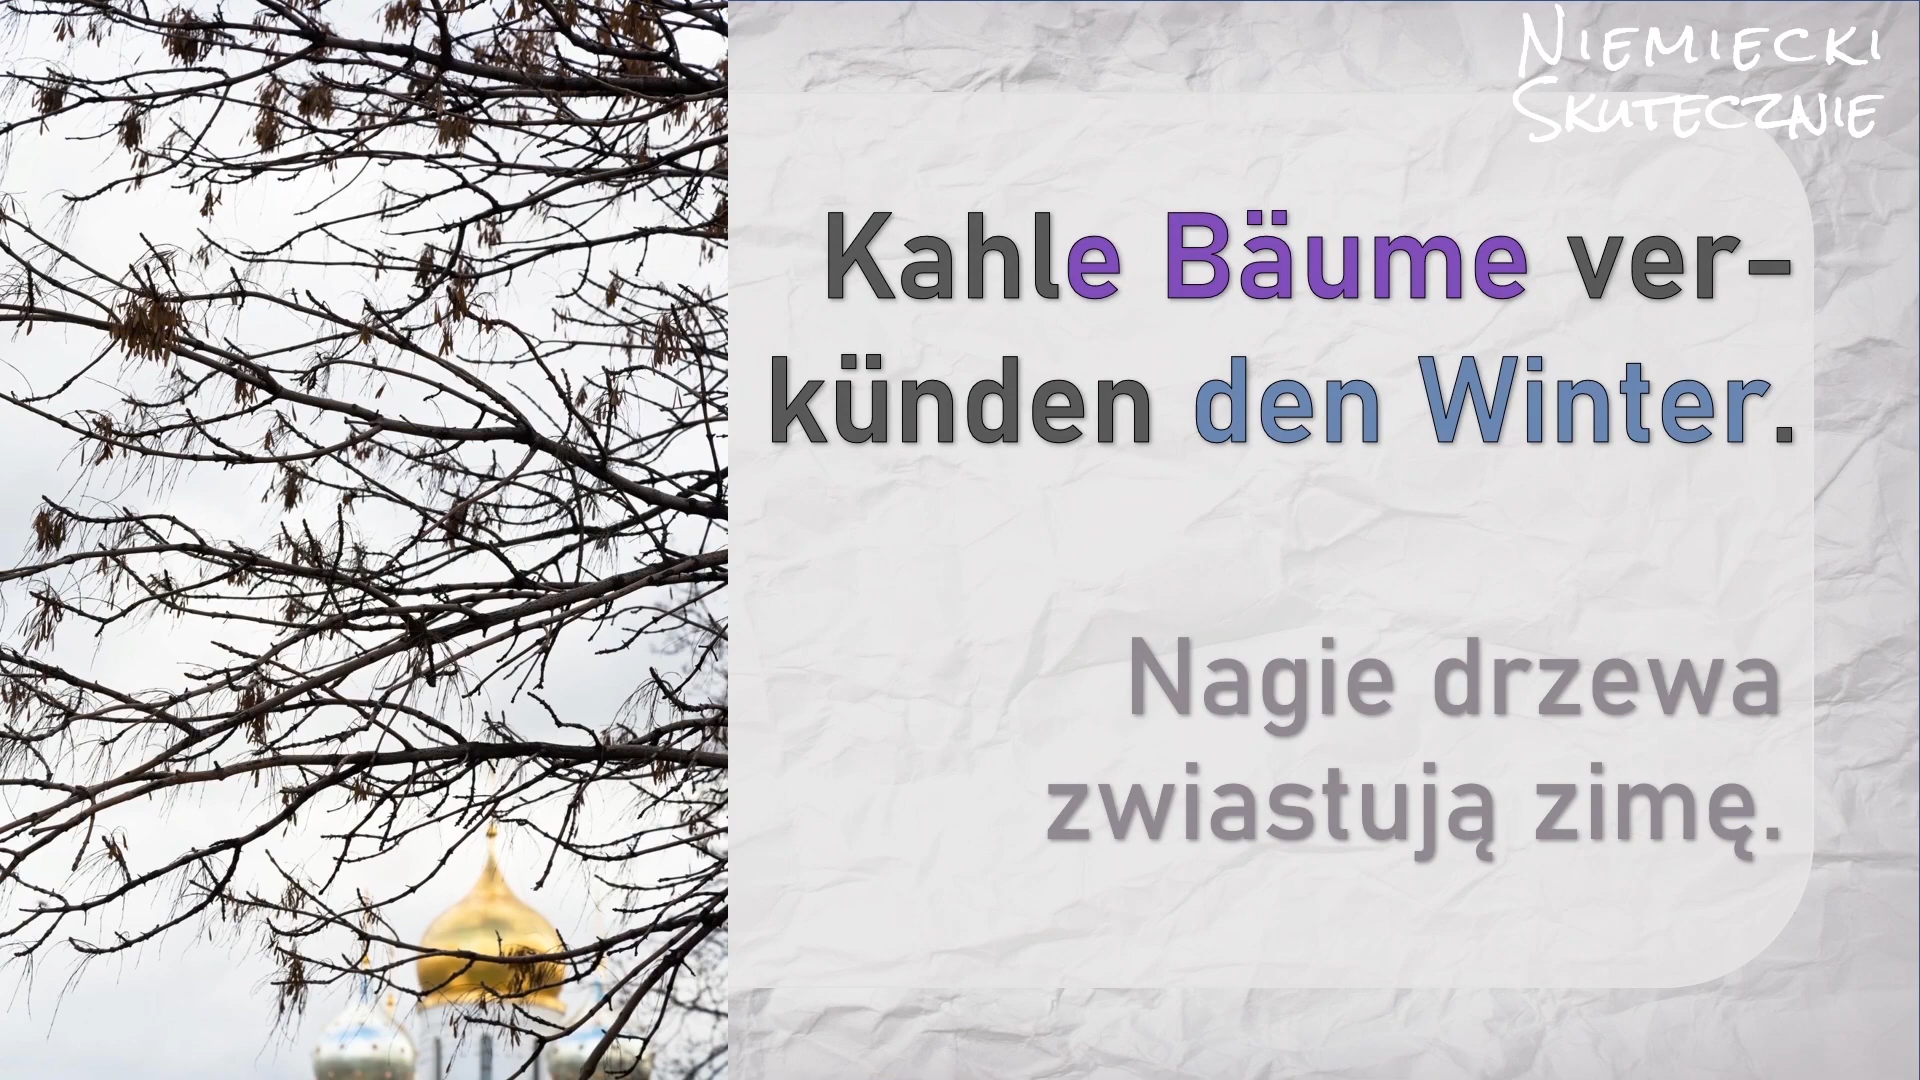 Niemiecki
Skutecznie
Kahle Bäume ver-
künden den Winter.
Nagie drzewa
zwiastują zimę.